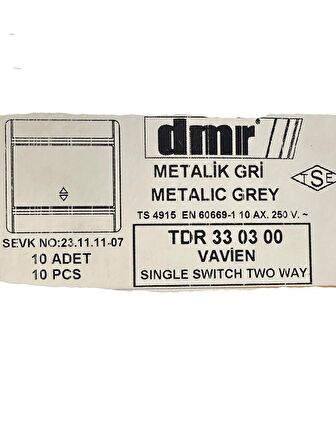 dmr
METALİK GRİ
METALIC GREY
TSE
TS 4915 EN 60669-1 10 AX. 250 V. ~
SEVK NO:23.11.11-07
10 ADET
10 PCS
TDR 33 03 00
VAVİEN
SINGLE SWITCH TWO WAY